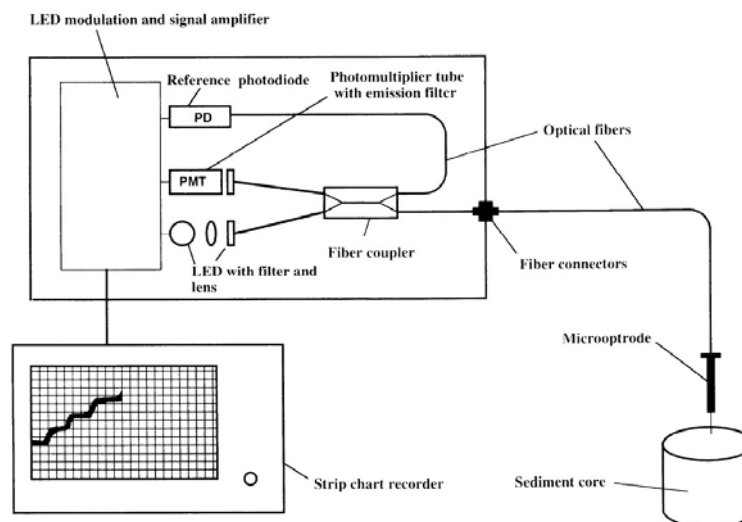 LED modulation and signal amplifier
Reference photodiode
Photomultiplier tube
with emission filter
PD
Optical fibers
PMT
Fiber coupler
LED with filter and
lens
Fiber connectors
Microoptrode
Strip chart recorder
Sediment core